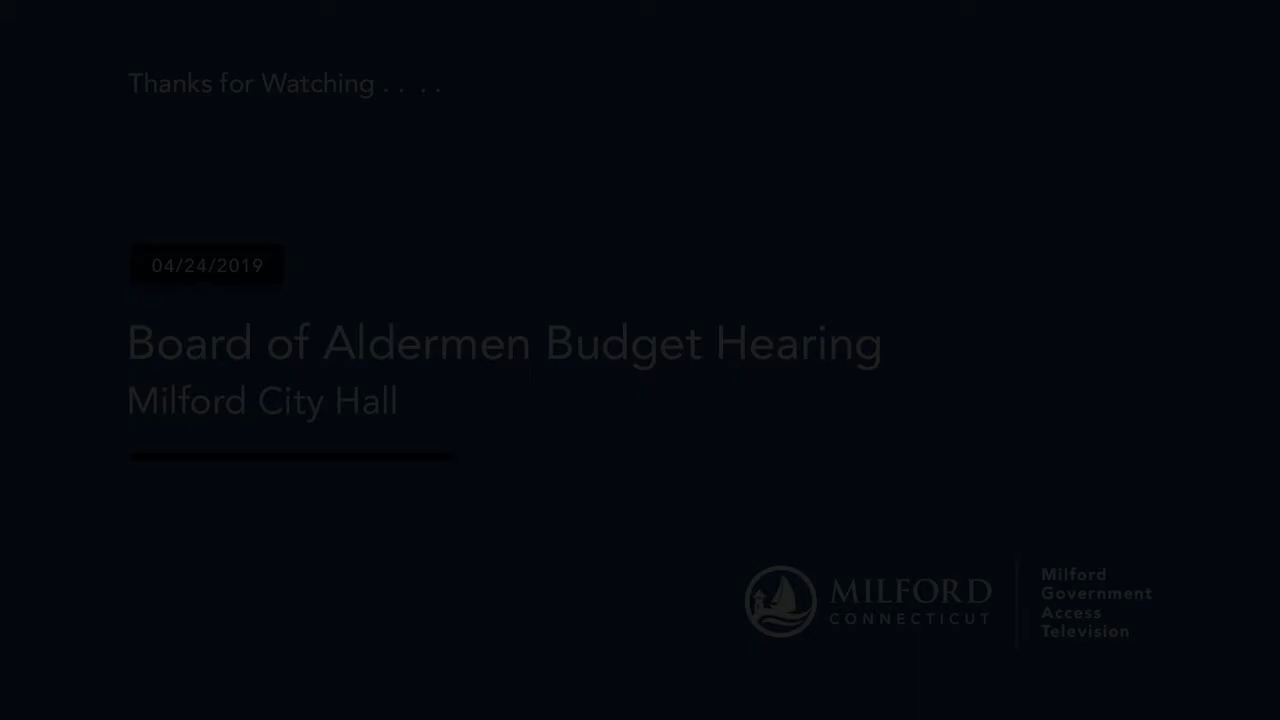 Thanks for Watching . .  . .
04/24/2019
Board of Aldermen Budget Hearing
Milford City Hall
MILFORD
CONNECTICUT
Milford
Government
Access
Television